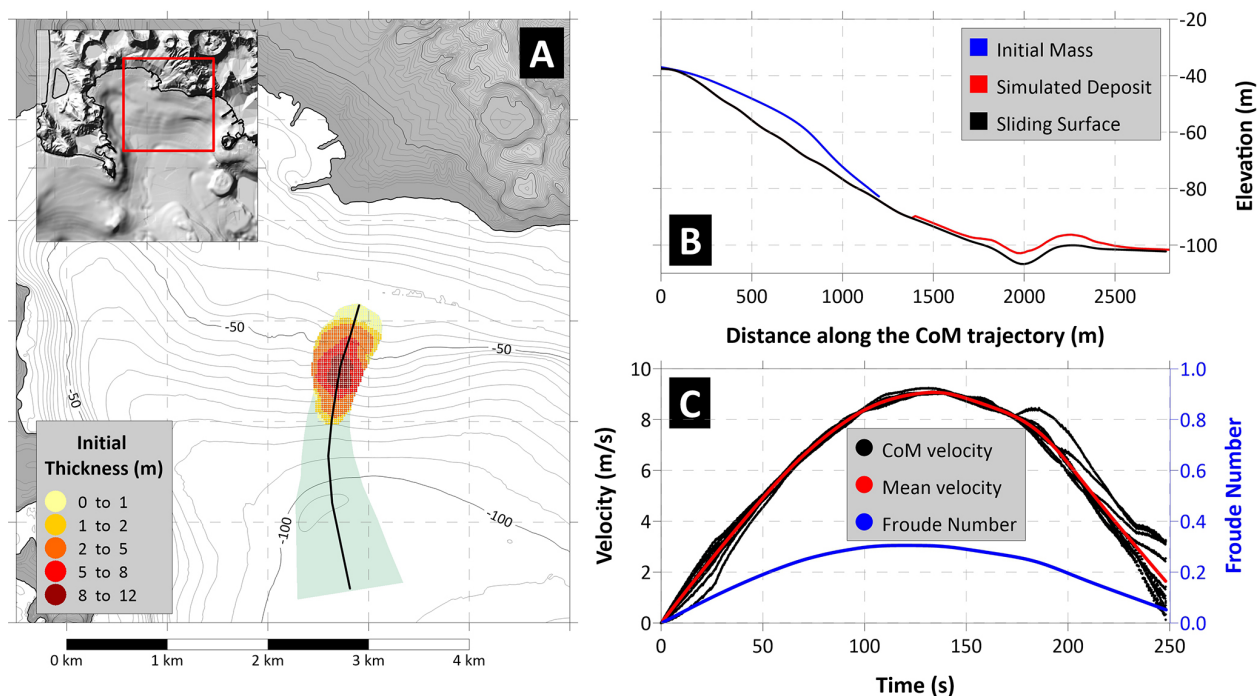 A
-50
-50
-50
-100
-100
Initial
Thickness (m)
0 to 1
1 to 2
2 to 5
5 to 8
8 to 12
0 km
1 km
2 km
3 km
4 km
-20
-40
-60
-80
-100
Elevation (m)
Initial Mass
Simulated Deposit
Sliding Surface
B
0
500
1000
1500
2000
2500
Distance along the CoM trajectory (m)
10
8
6
4
2
0
Velocity (m/s)
C
CoM velocity
Mean velocity
Froude Number
1.0
0.8
0.6
0.4
0.2
0.0
Froude Number
0
50
100
150
200
250
Time (s)